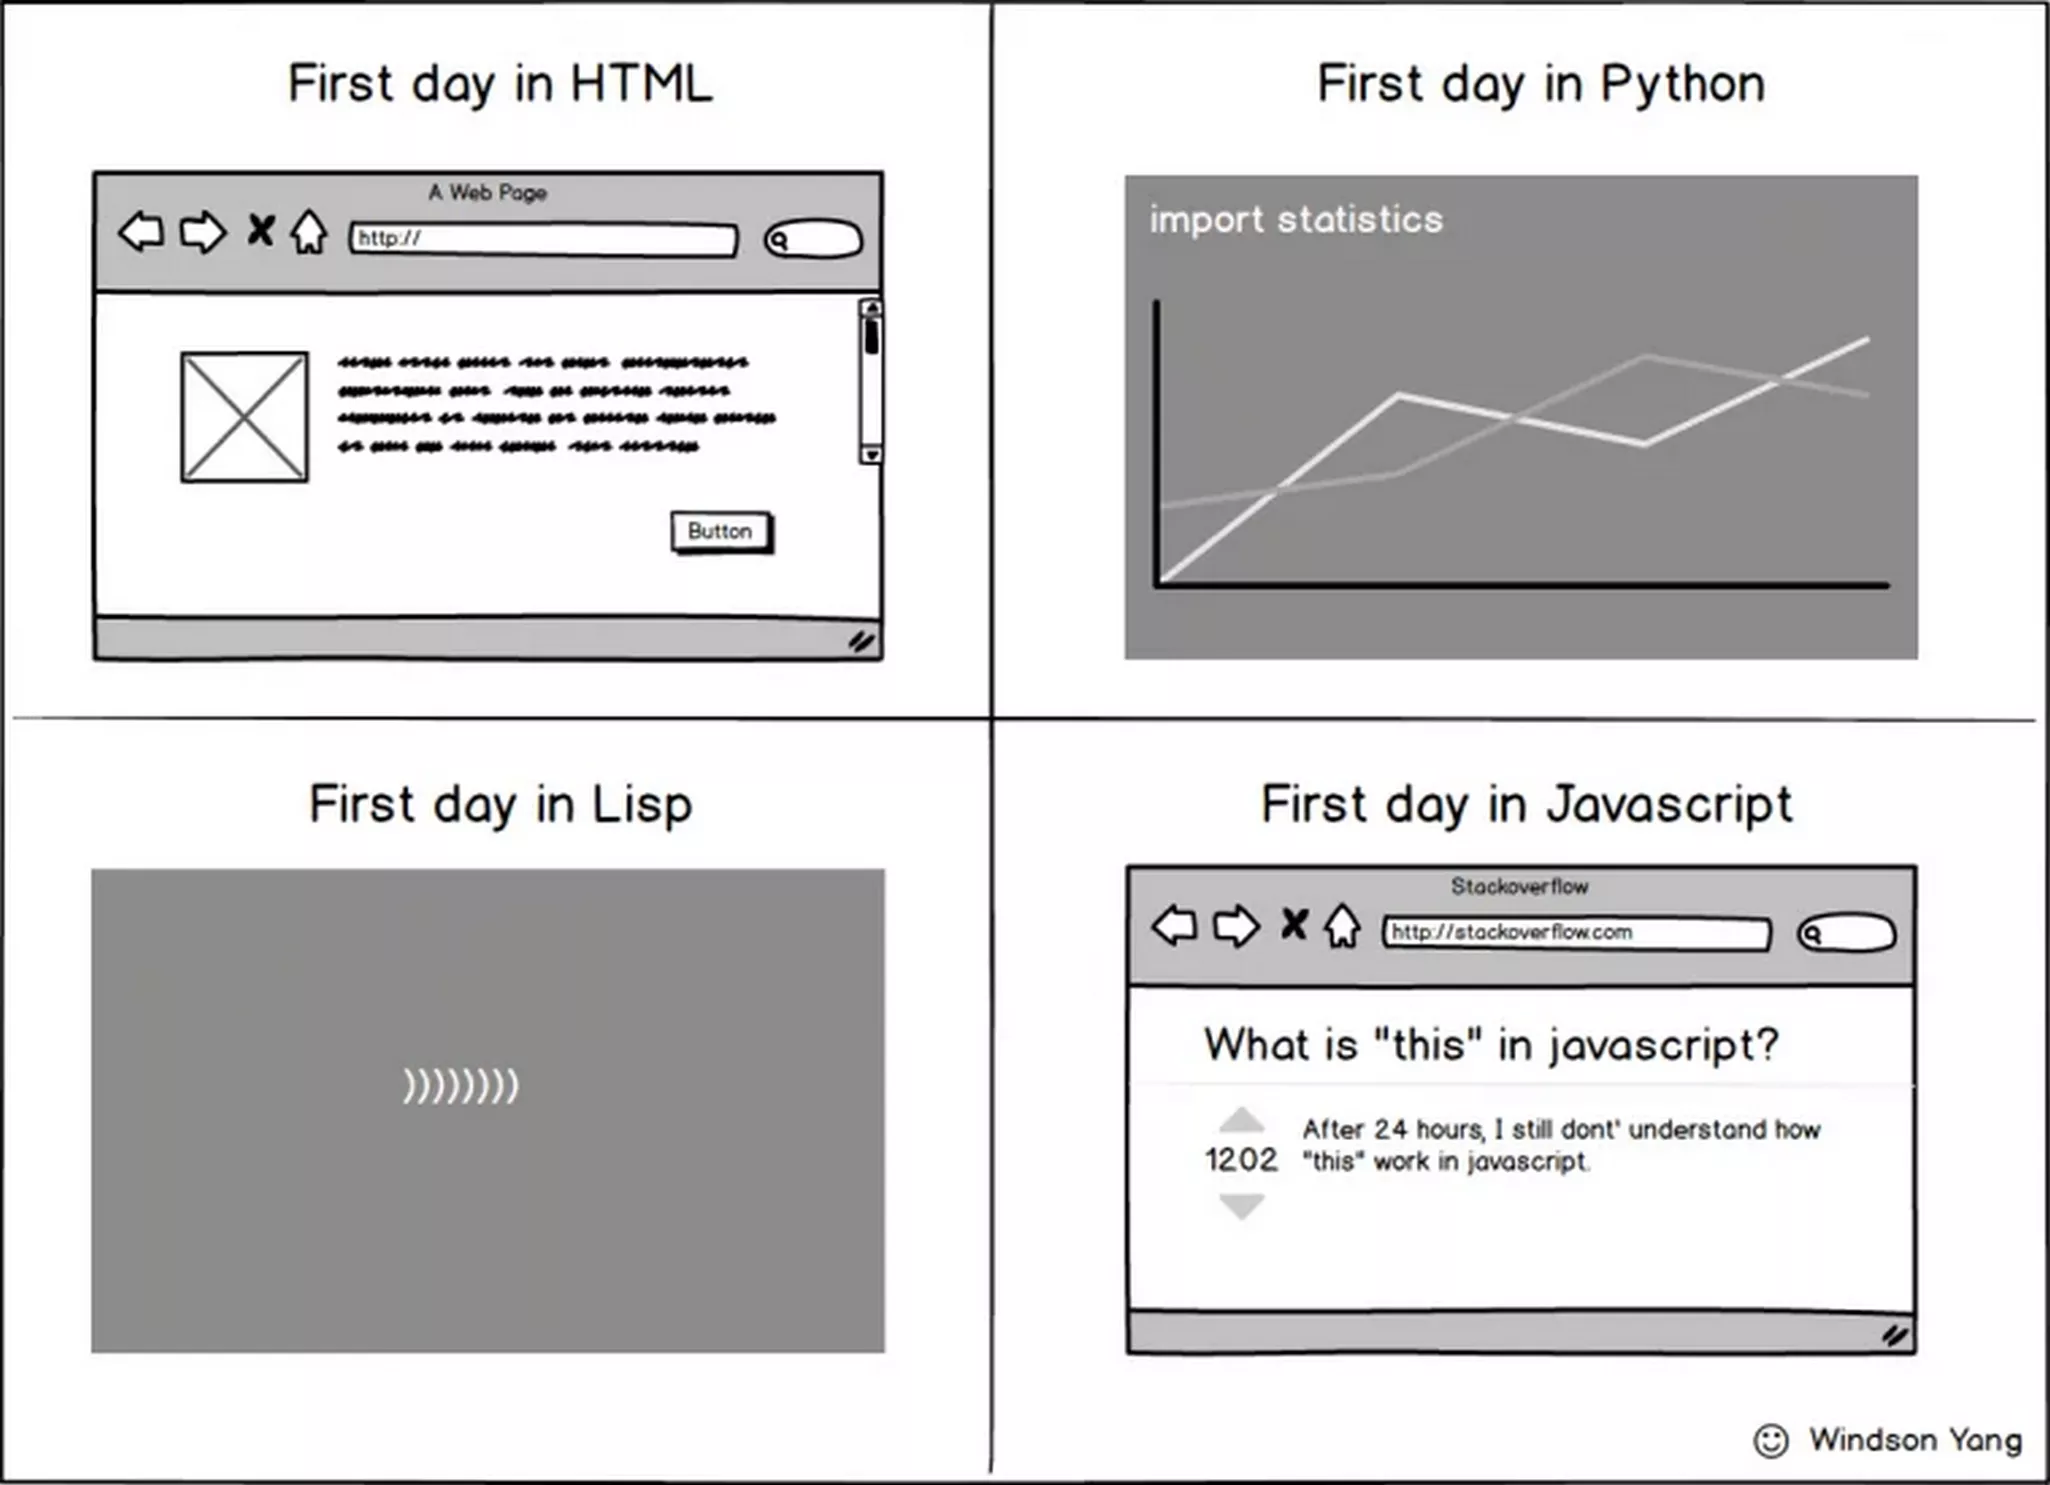 First day in HTML
A Web Page
http://
Button
First day in Python
import statistics
First day in Lisp
))))))))
First day in Javascript
Stackoverflow
http://stackoverflow.com
What is "this" in javascript?
After 24 hours, I still dont' understand how
1202
"this" work in javascript.
Windson Yang